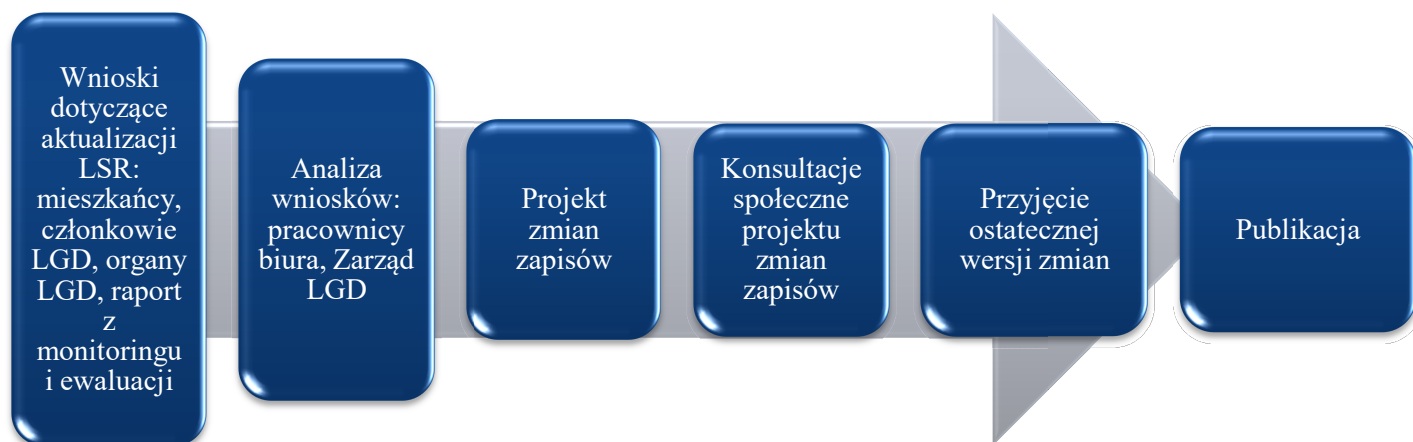 Wnioski
dotyczące
aktualizacji
LSR:
mieszkańcy,
członkowie
LGD, organy
LGD, raport
z
monitoringu
i ewaluacji
Analiza
wniosków:
pracownicy
biura, Zarząd
LGD
Projekt
zmian
zapisów
Konsultacje
społeczne
projektu
zmian
zapisów
Przyjęcie
ostatecznej
wersji zmian
Publikacja